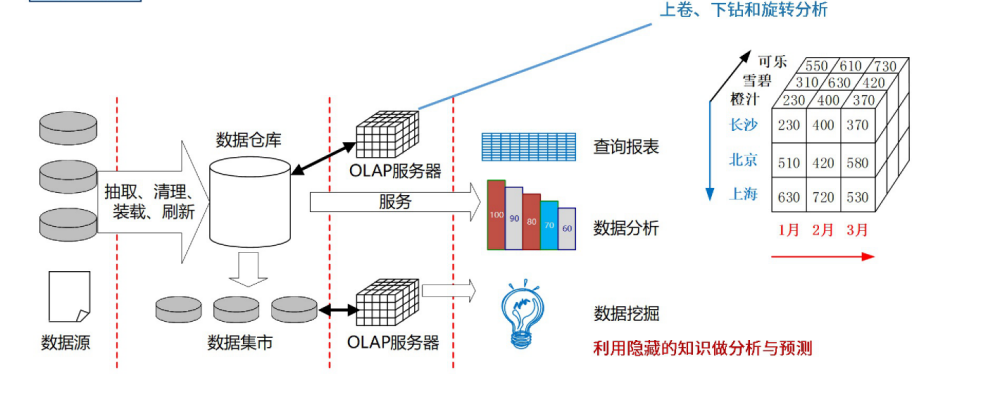 上卷、下钻和旋转分析
数据源
抽取、清理、
装载、刷新
数据仓库
数据集市
OLAP服务器
服务
OLAP服务器
100
90
80
70
60
查询报表
数据分析
数据挖掘
利用隐藏的知识做分析与预测
可乐 550 610 730
雪碧 310 630 420
橙汁 230 400 370
长沙 230 400 370
北京 510 420 580
上海 630 720 530
1月 2月 3月